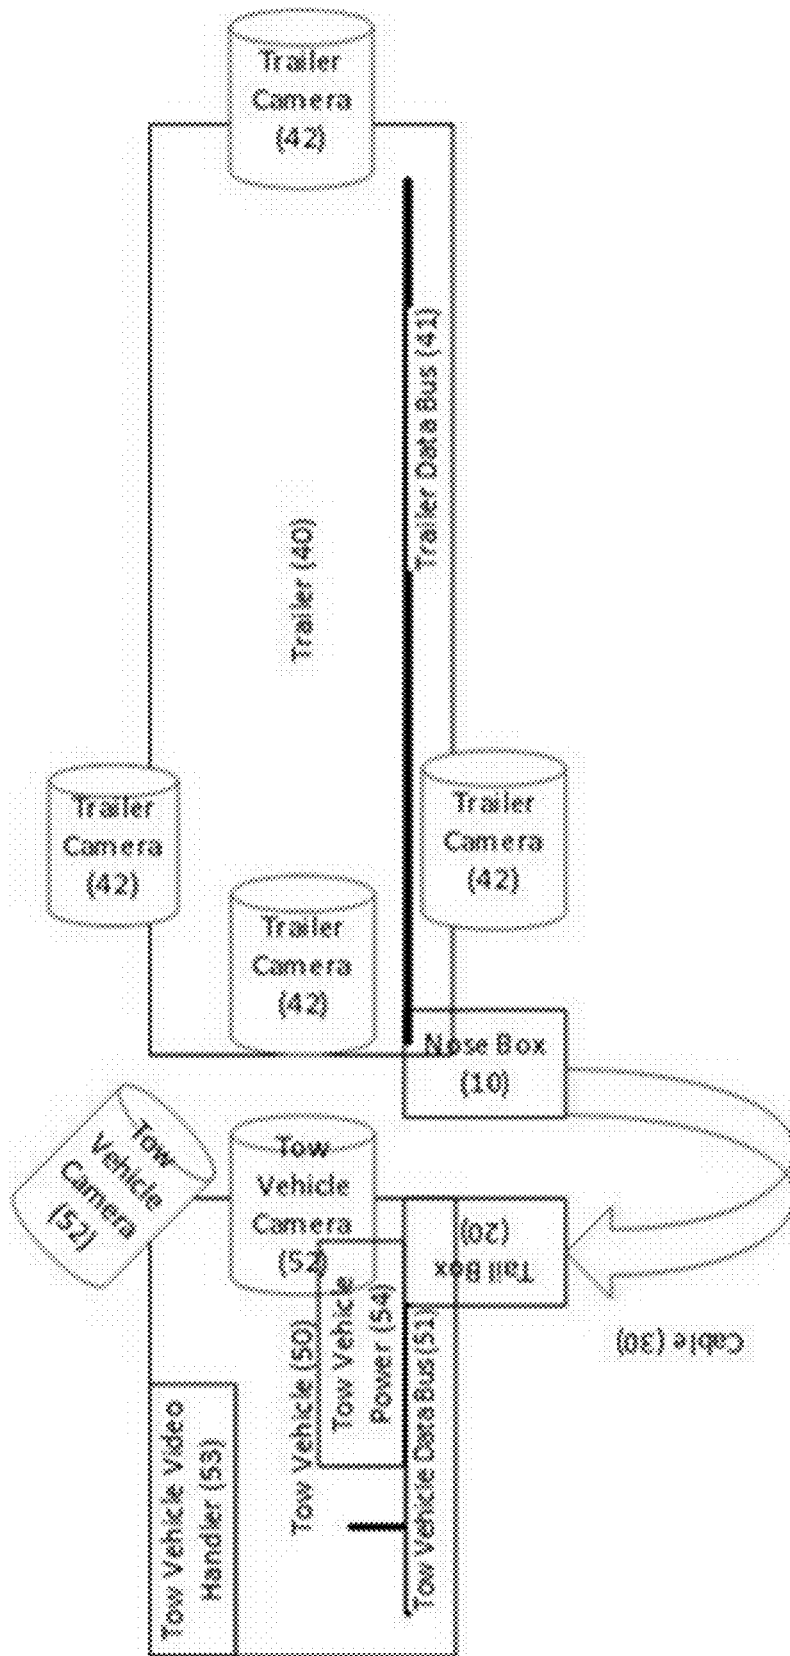 Trailer
Camera
(42)
Trailer Data Bus (41)
Trailer (40)
Trailer
Camera
(42)
Trailer
Camera
(42)
Trailer
Camera
(42)
Nose Box
(10)
Tow
Vehicle
Camera
(52)
Tow
Vehicle
Camera
(52)
Tail Box
(20)
Cable (30)
Tow Vehicle (50)
Tow Vehicle
Power (54)
Tow Vehicle Data Bus (51)
Tow Vehicle Video
Handler (53)